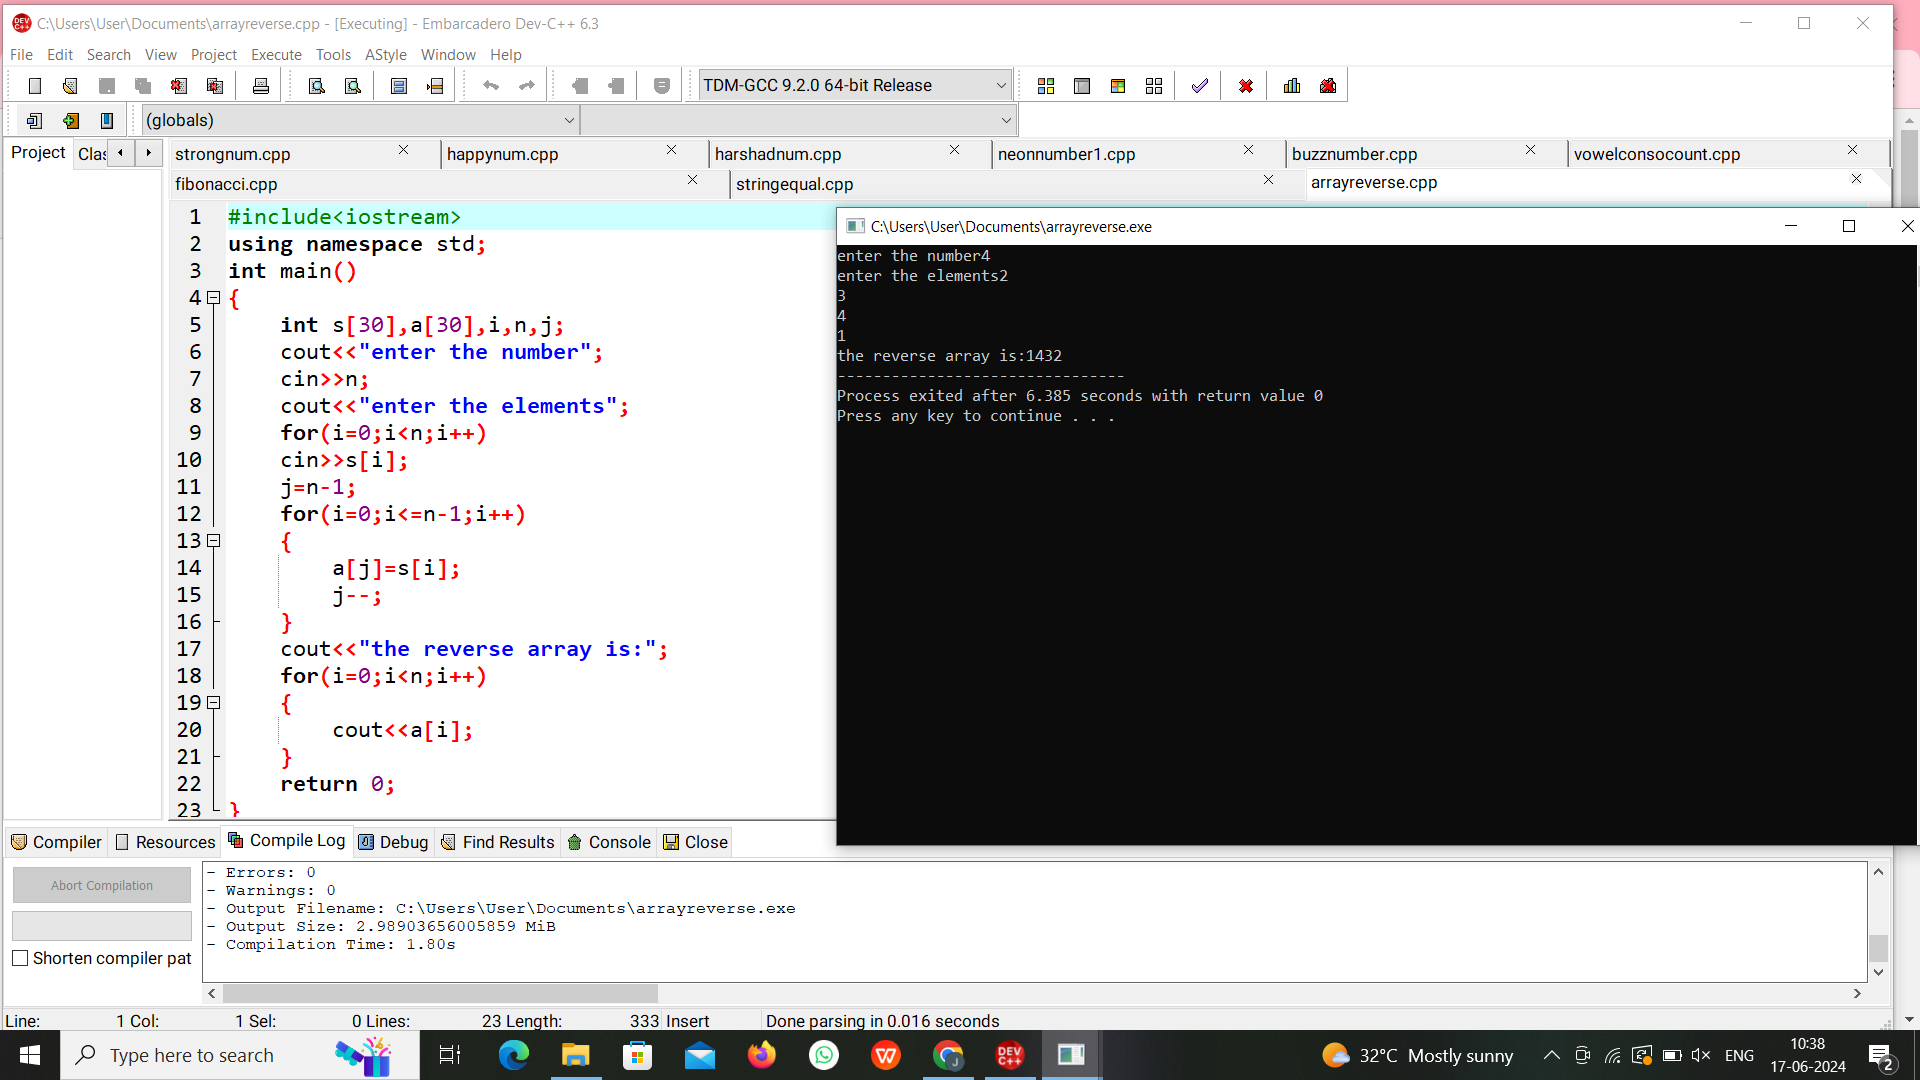 C:\Users\User\Documents\arrayreverse.cpp - [Executing] - Embarcadero Dev-C++ 6.3
File Edit Search View Project Execute Tools AStyle Window Help
TDM-GCC 9.2.0 64-bit Release
(globals)
Project Clas
strongnum.cpp happynum.cpp harshadnum.cpp neonnumber1.cpp buzznumber.cpp vowelconsocount.cpp
fibonacci.cpp stringequal.cpp arrayreverse.cpp
1 #include<iostream>
2 using namespace std;
3 int main()
4 {
5 int s[30],a[30],i,n,j;
6 cout<<"enter the number";
7 cin>>n;
8 cout<<"enter the elements";
9 for(i=0;i<n;i++)
10 cin>>s[i];
11 j=n-1;
12 for(i=0;i<=n-1;i++)
13 {
14 a[j]=s[i];
15 j--;
16 }
17 cout<<"the reverse array is:";
18 for(i=0;i<n;i++)
19 {
20 cout<<a[i];
21 }
22 return 0;
23 }
C:\Users\User\Documents\arrayreverse.exe
enter the number4
enter the elements2
3
4
1
the reverse array is:1432
--------------------------------
Process exited after 6.385 seconds with return value 0
Press any key to continue . . .
Compiler Resources Compile Log Debug Find Results Console Close
Abort Compilation
Shorten compiler pat
- Errors: 0
- Warnings: 0
- Output Filename: C:\Users\User\Documents\arrayreverse.exe
- Output Size: 2.98903656005859 MiB
- Compilation Time: 1.80s
Line: 1 Col: 1 Sel: 0 Lines: 23 Length: 333 Insert Done parsing in 0.016 seconds
Type here to search
DEV C++
32°C Mostly sunny
ENG
10:38
17-06-2024
2